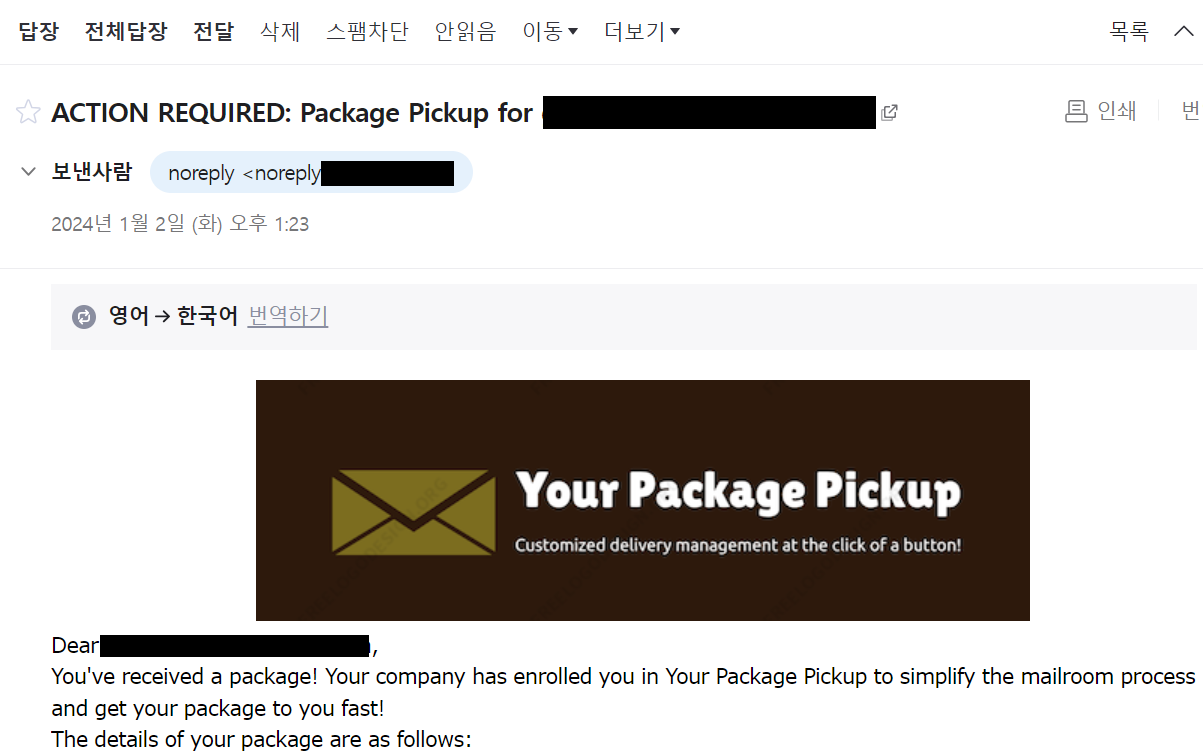 답장 전체답장 전달 삭제 스팸차단 안읽음 이동 더보기 목록
ACTION REQUIRED: Package Pickup for
인쇄 번
보낸사람 noreply <noreply
2024년 1월 2일 (화) 오후 1:23
영어 → 한국어 번역하기
Your Package Pickup
Customized delivery management at the click of a button!
Dear ,
You've received a package! Your company has enrolled you in Your Package Pickup to simplify the mailroom process
and get your package to you fast!
The details of your package are as follows: